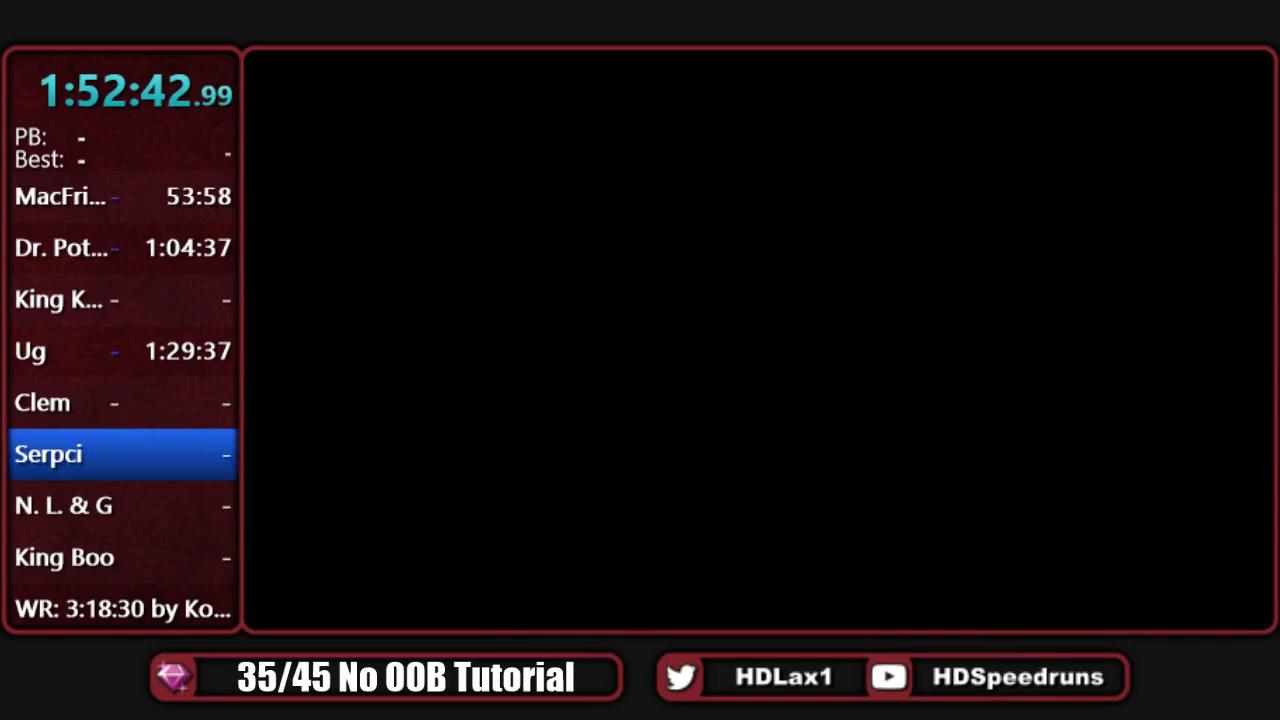 1:52:42.99
PB: -
Best: - -
MacFri... - 53:58
Dr. Pot... - 1:04:37
King K... - -
Ug - 1:29:37
Clem - -
Serpci -
N. L. & G -
King Boo -
WR: 3:18:30 by Ko...
35/45 No OOB Tutorial
HDLax1
HDSpeedruns